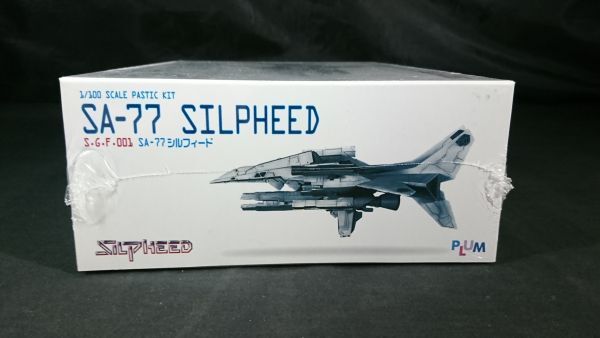 1/100 SCALE PASTIC KIT
SA-77 SILPHEED
S.G.F.001 SA-77 シルフィード
SILPHEED
PLUM